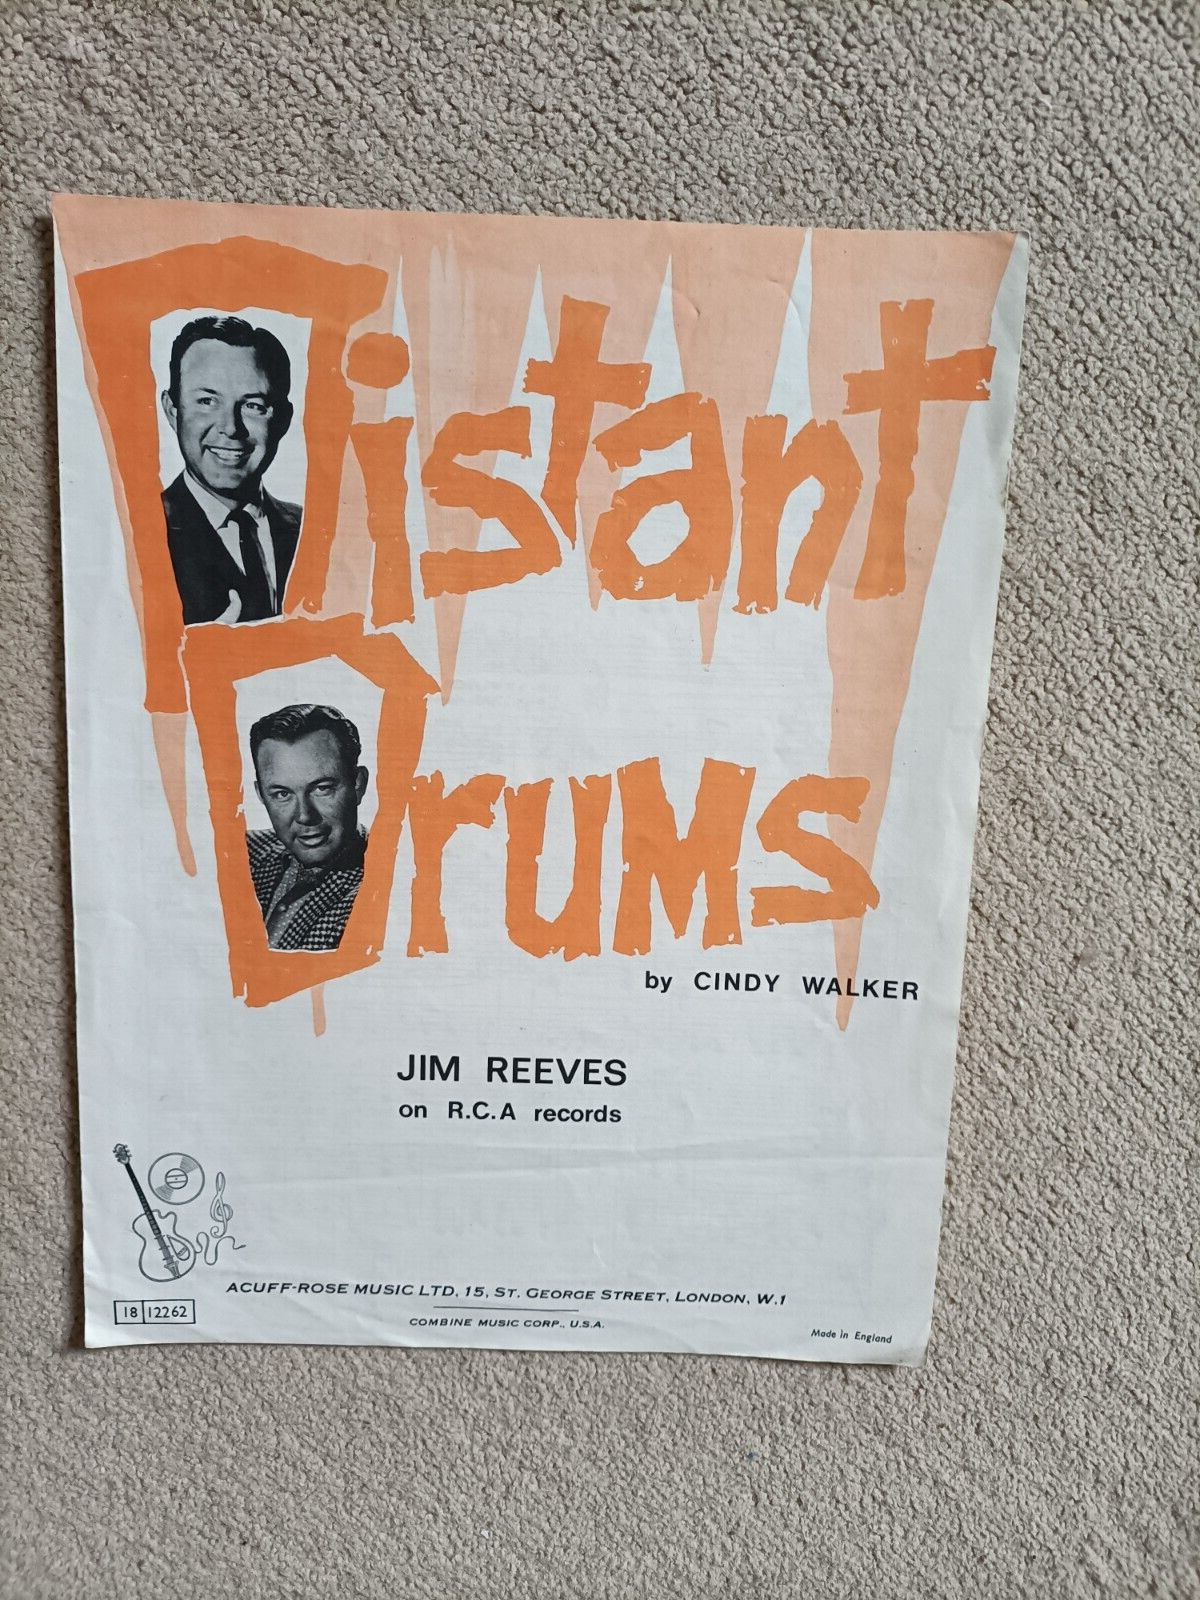 Distant
Drums
by CINDY WALKER
JIM REEVES
on R.C.A records
ACUFF-ROSE MUSIC LTD, 15, ST. GEORGE STREET, LONDON, W.1
18 12262
COMBINE MUSIC CORP., U.S.A.
Made in England